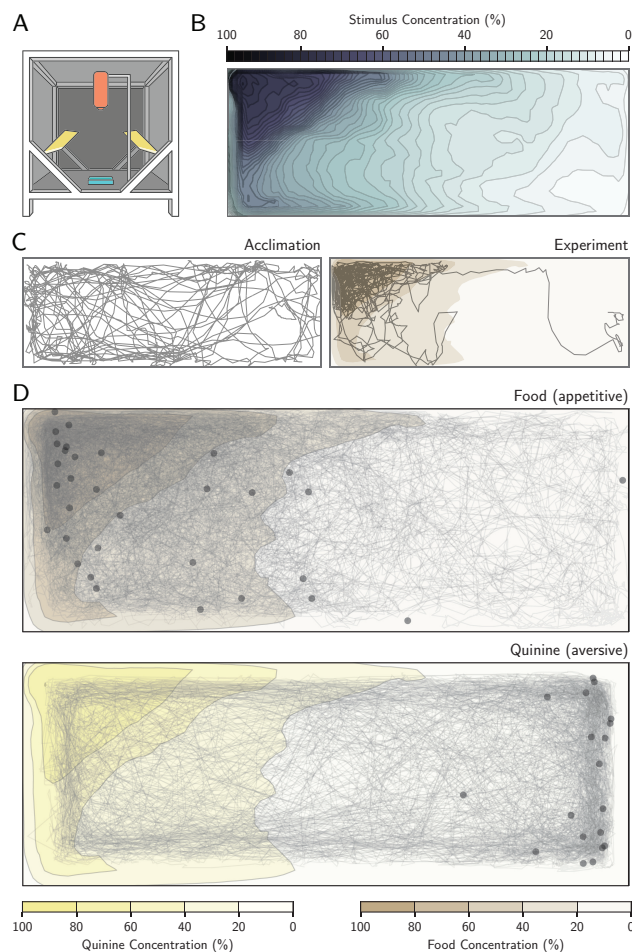 A
B
Stimulus Concentration (%)
100 80 60 40 20 0
C
Acclimation
Experiment
D
Food (appetitive)
Quinine (aversive)
100 80 60 40 20 0
Quinine Concentration (%)
100 80 60 40 20 0
Food Concentration (%)